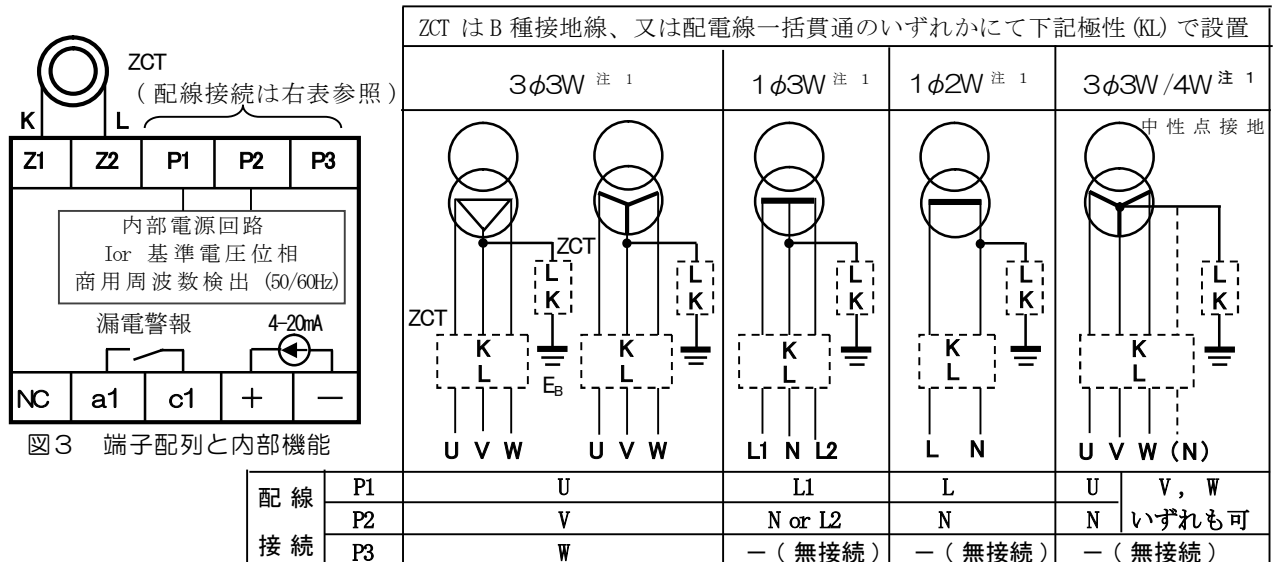 ZCT
(配線接続は右表参照)
K L
Z1 Z2 P1 P2 P3
内部電源回路
Ior 基準電圧位相
商用周波数検出 (50/60Hz)
漏電警報 4-20mA
NC a1 c1 + −
図3 端子配列と内部機能
ZCT はB種接地線、又は配電線一括貫通のいずれかにて下記極性(KL)で設置
3φ3W 注 1 1φ3W 注 1 1φ2W 注 1 3φ3W/4W 注 1
中性点接地
ZCT
L L L L L
K K K K K
ZCT
K K K K K
L L L L L
EB
U V W U V W L1 N L2 L N U V W (N)
配線接続
P1 U L1 L U V, W
P2 V N or L2 N N いずれも可
P3 W −(無接続) −(無接続) −(無接続)